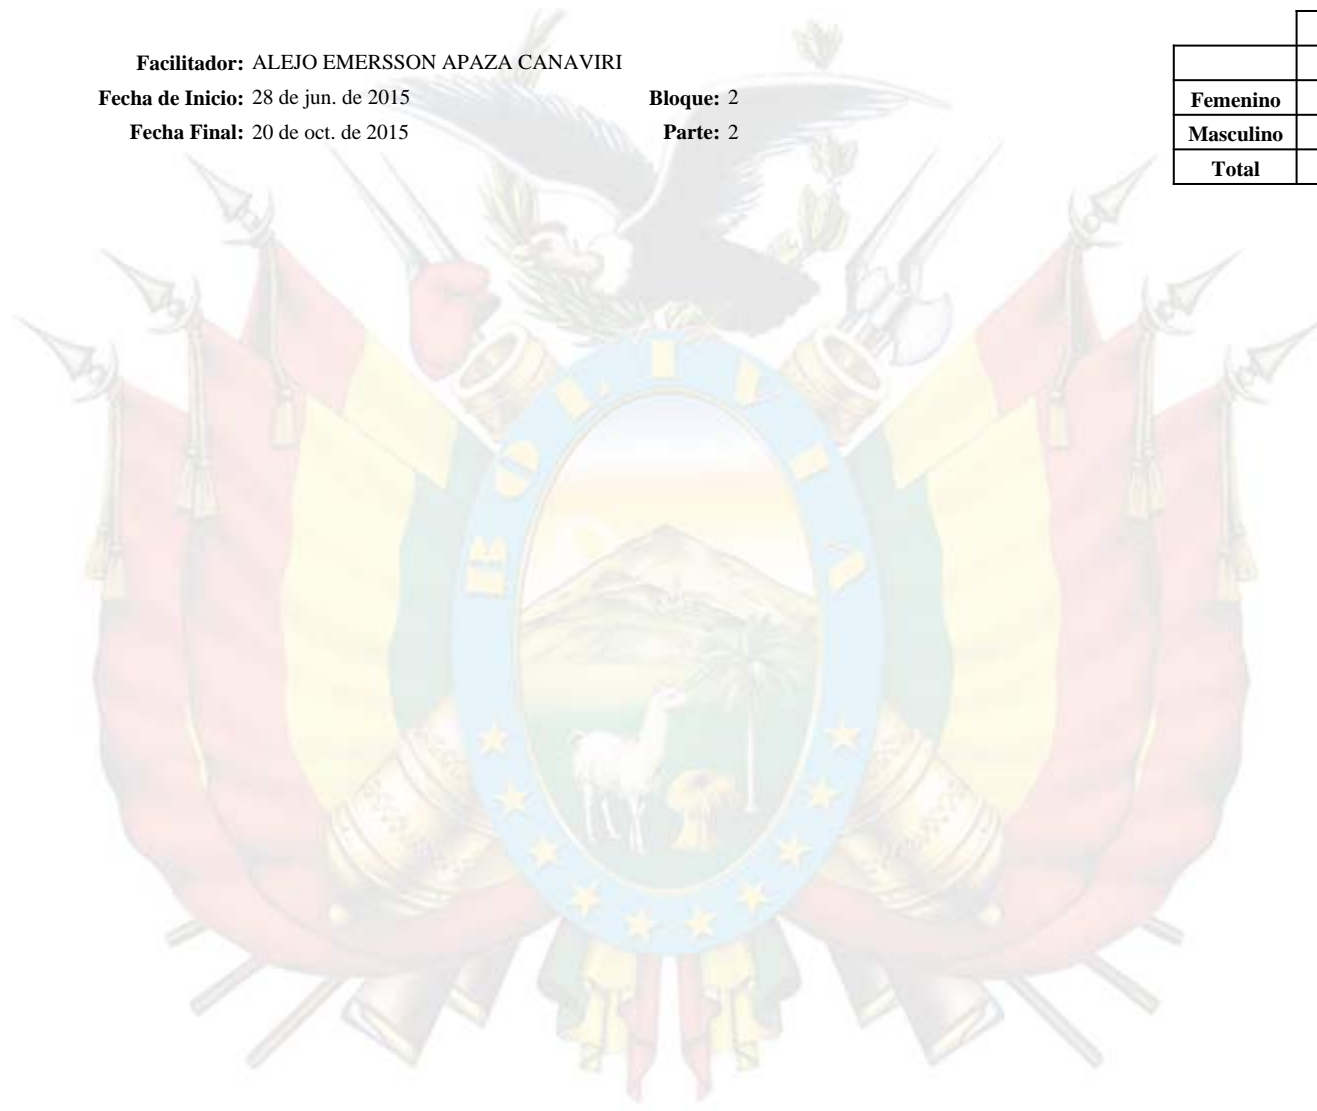 Facilitador: ALEJO EMERSSON APAZA CANAVIRI
Fecha de Inicio: 28 de jun. de 2015 Bloque: 2
Fecha Final: 20 de oct. de 2015 Parte: 2
Femenino
Masculino
Total
BOLIVIA